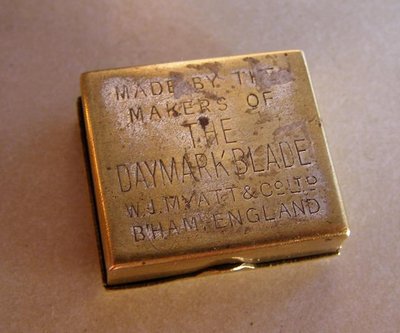 MADE BY THE
MAKERS OF
THE
DAYMARK BLADE
W.J. MYATT & CO LTD
B'HAM. ENGLAND